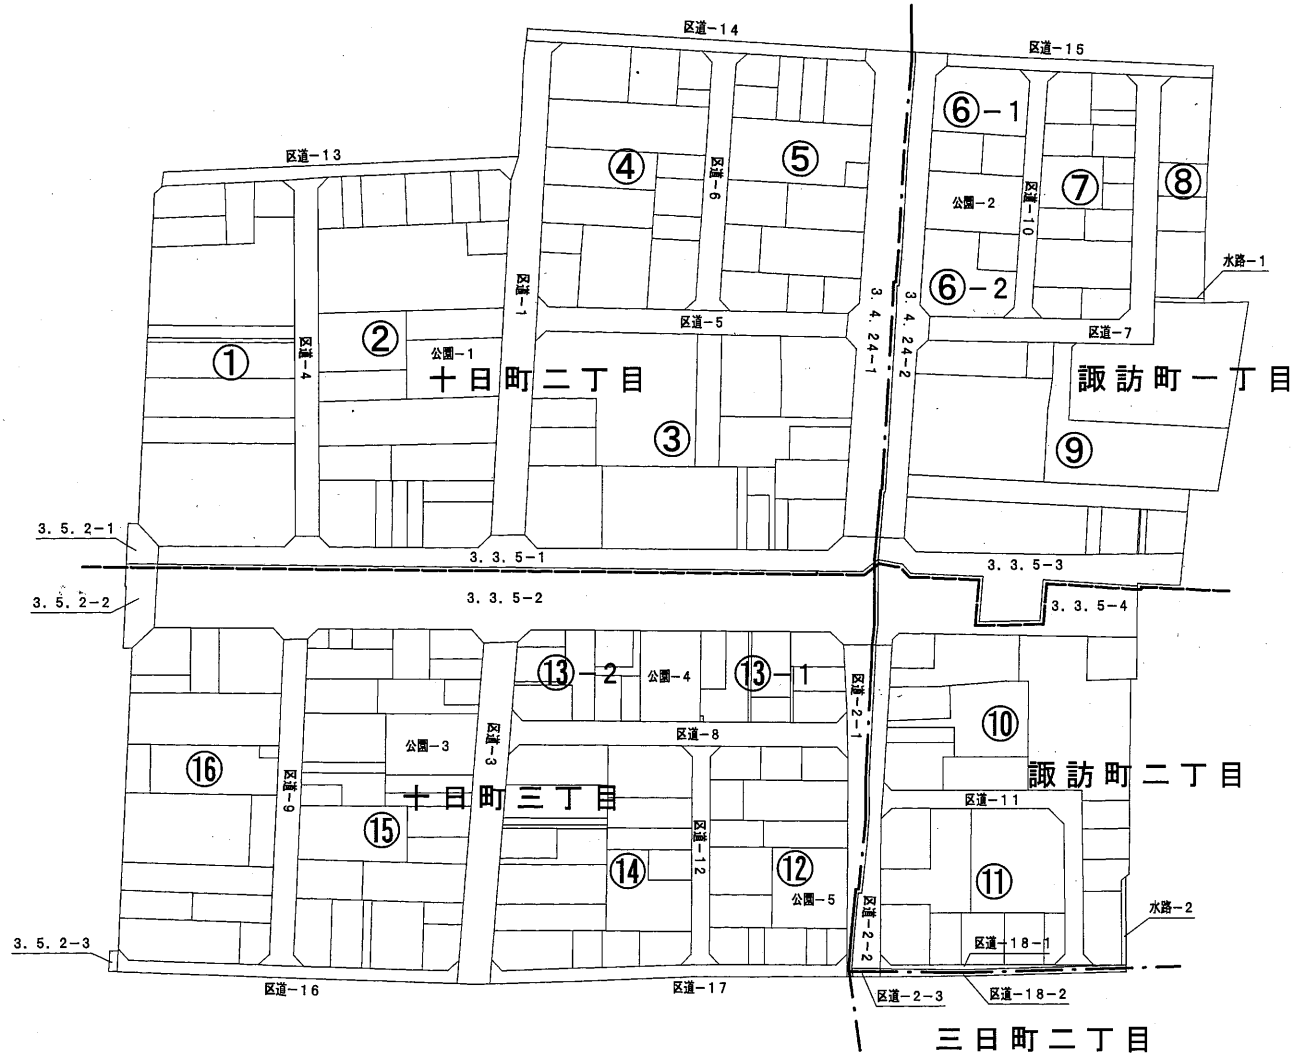 区道-14
区道-15
⑥-1
区道-13
④
区道-6
⑤
⑦
⑧
区道-10
公園-2
水路-1
区道-1
⑥-2
3.4.24-1
3.4.24-2
区道-5
区道-7
①
区道-4
②
公園-1
十日町二丁目
諏訪町一丁目
③
⑨
3.5.2-1
3.3.5-1
3.3.5-3
3.5.2-2
3.3.5-2
3.3.5-4
⑬-2
公園-4
⑬-1
区道-2-1
⑩
公園-3
区道-3
区道-8
⑯
区道-9
十日町三丁目
諏訪町二丁目
区道-11
⑮
⑭
区道-12
⑫
公園-5
⑪
区道-2-2
水路-2
3.5.2-3
区道-18-1
区道-16
区道-17
区道-2-3
区道-18-2
三日町二丁目